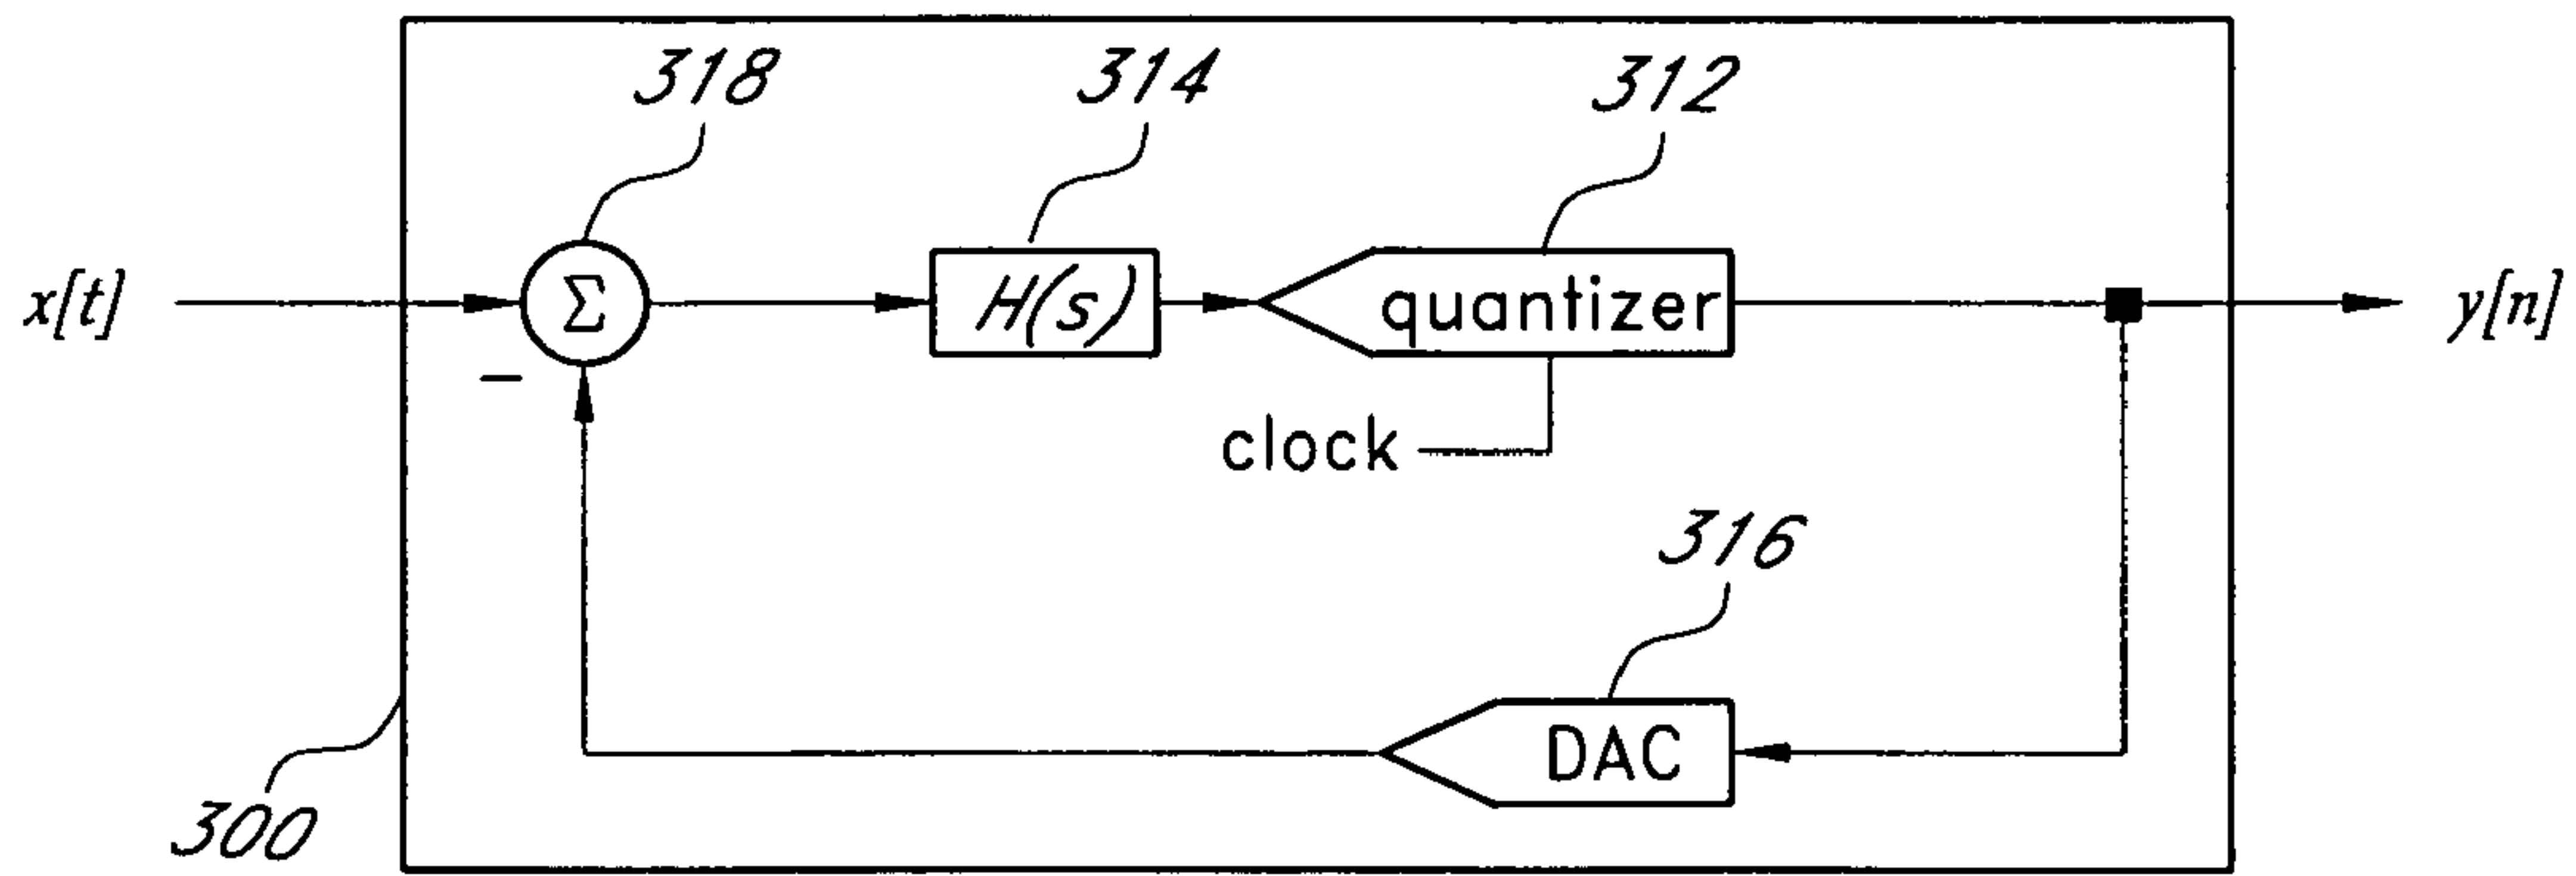 318
314
312
x[t]
Σ
H(s)
quantizer
y[n]
−
clock
316
DAC
300